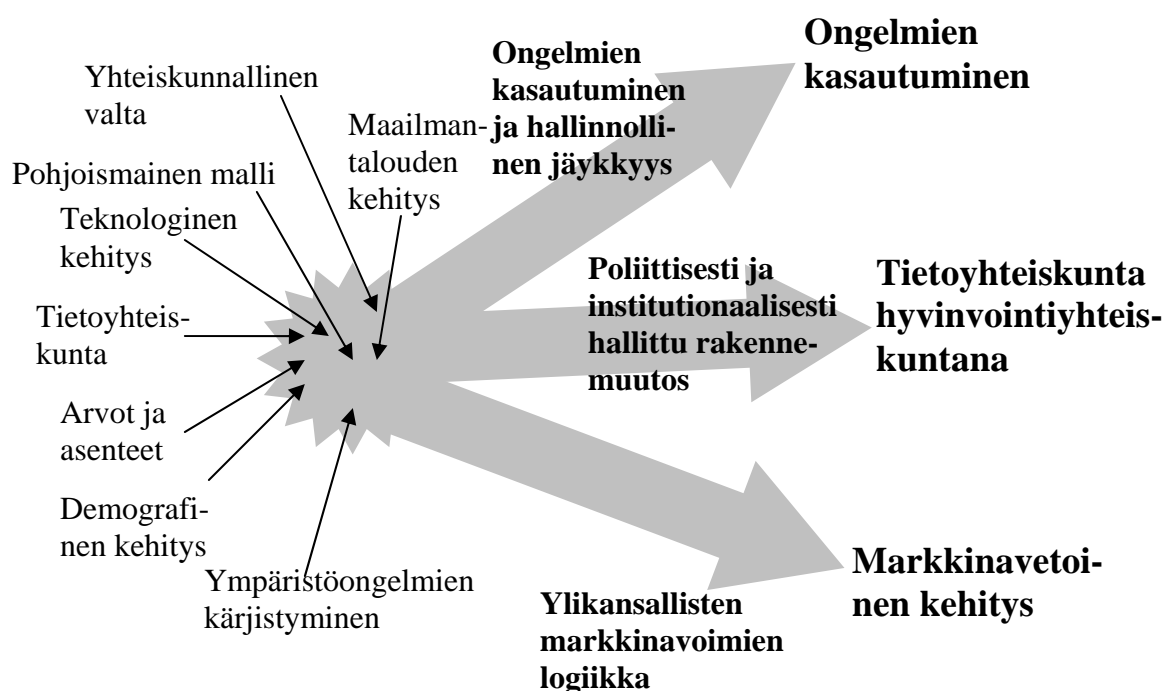 Ongelmien
kasautuminen
Ongelmien
kasautuminen
ja hallinnolli-
nen jäykkyys
Yhteiskunnallinen
valta
Maailman-
talouden
kehitys
Pohjoismainen malli
Teknologinen
kehitys
Tietoyhteis-
kunta
Arvot ja
asenteet
Demografi-
nen kehitys
Ympäristöongelmien
kärjistyminen
Poliittisesti ja
institutionaalisesti
hallittu rakenne-
muutos
Tietoyhteiskunta
hyvinvointiyhteis-
kuntana
Markkinavetoi-
nen kehitys
Ylikansallisten
markkinavoimien
logiikka